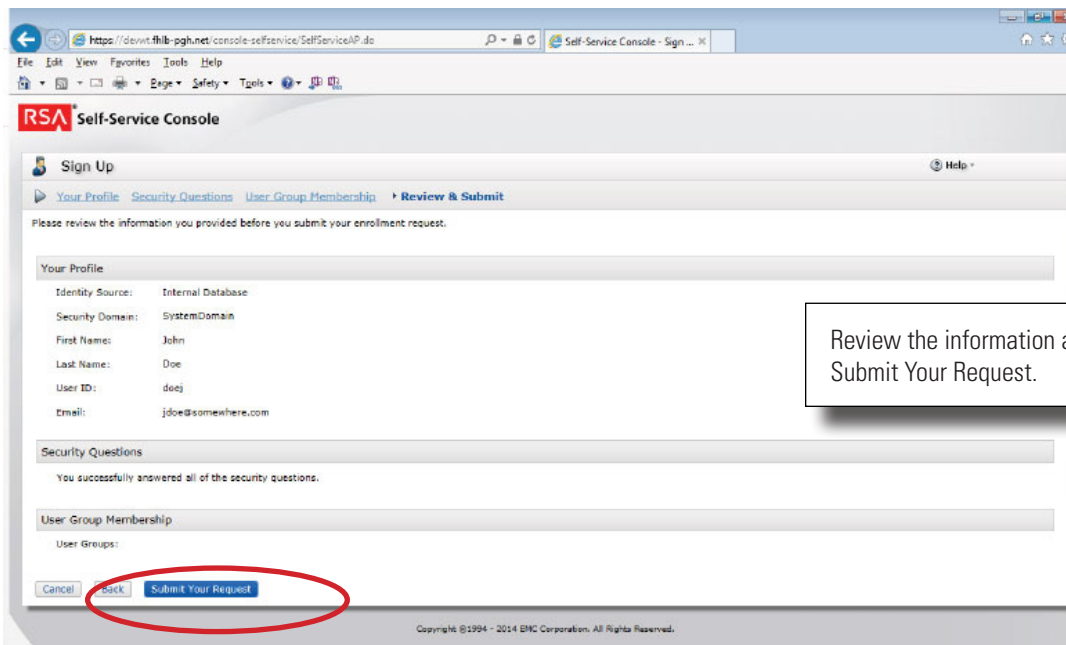 https://devwt.fhlb-pgh.net/console-selfservice/SelfServiceAP.do
Self-Service Console - Sign ...
File Edit View Favorites Tools Help
Page Safety Tools
RSA Self-Service Console
Sign Up
Help
Your Profile Security Questions User Group Membership Review & Submit
Please review the information you provided before you submit your enrollment request.
Your Profile
Identity Source: Internal Database
Security Domain: SystemDomain
First Name: John
Last Name: Doe
User ID: doej
Email: jdoe@somewhere.com
Review the information a
Submit Your Request.
Security Questions
You successfully answered all of the security questions.
User Group Membership
User Groups:
Cancel Back Submit Your Request
Copyright ©1994 - 2014 EMC Corporation. All Rights Reserved.